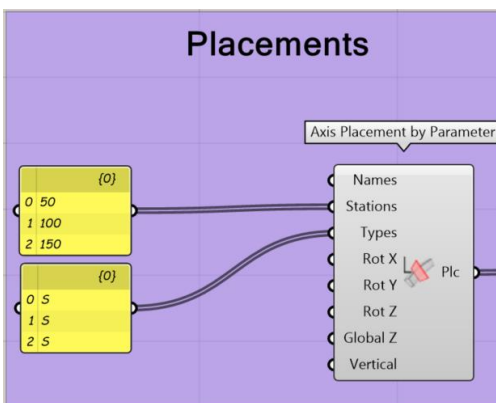 Placements
Axis Placement by Parameter
{0}
0 50
1 100
2 150
{0}
0 S
1 S
2 S
Names
Stations
Types
Rot X
Rot Y
Rot Z
Global Z
Vertical
Plc